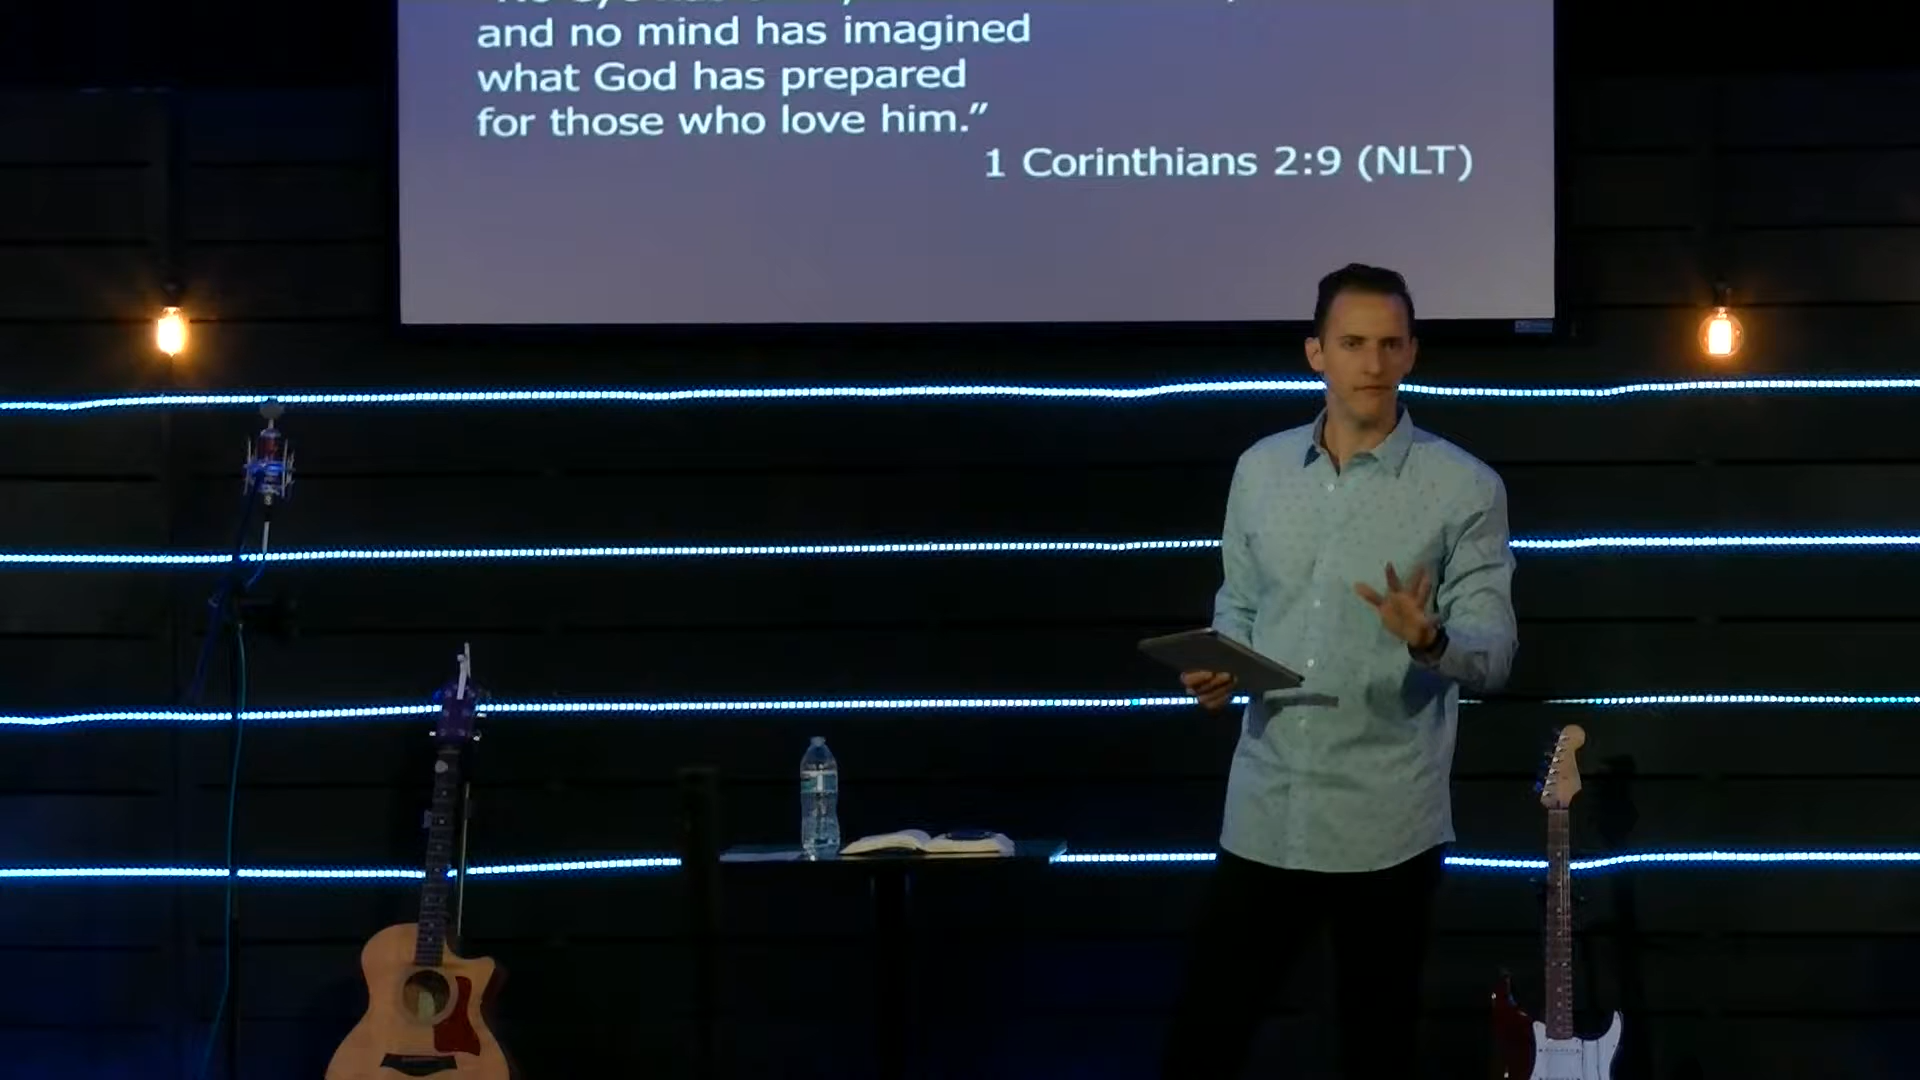 and no mind has imagined
what God has prepared
for those who love him.”
1 Corinthians 2:9 (NLT)